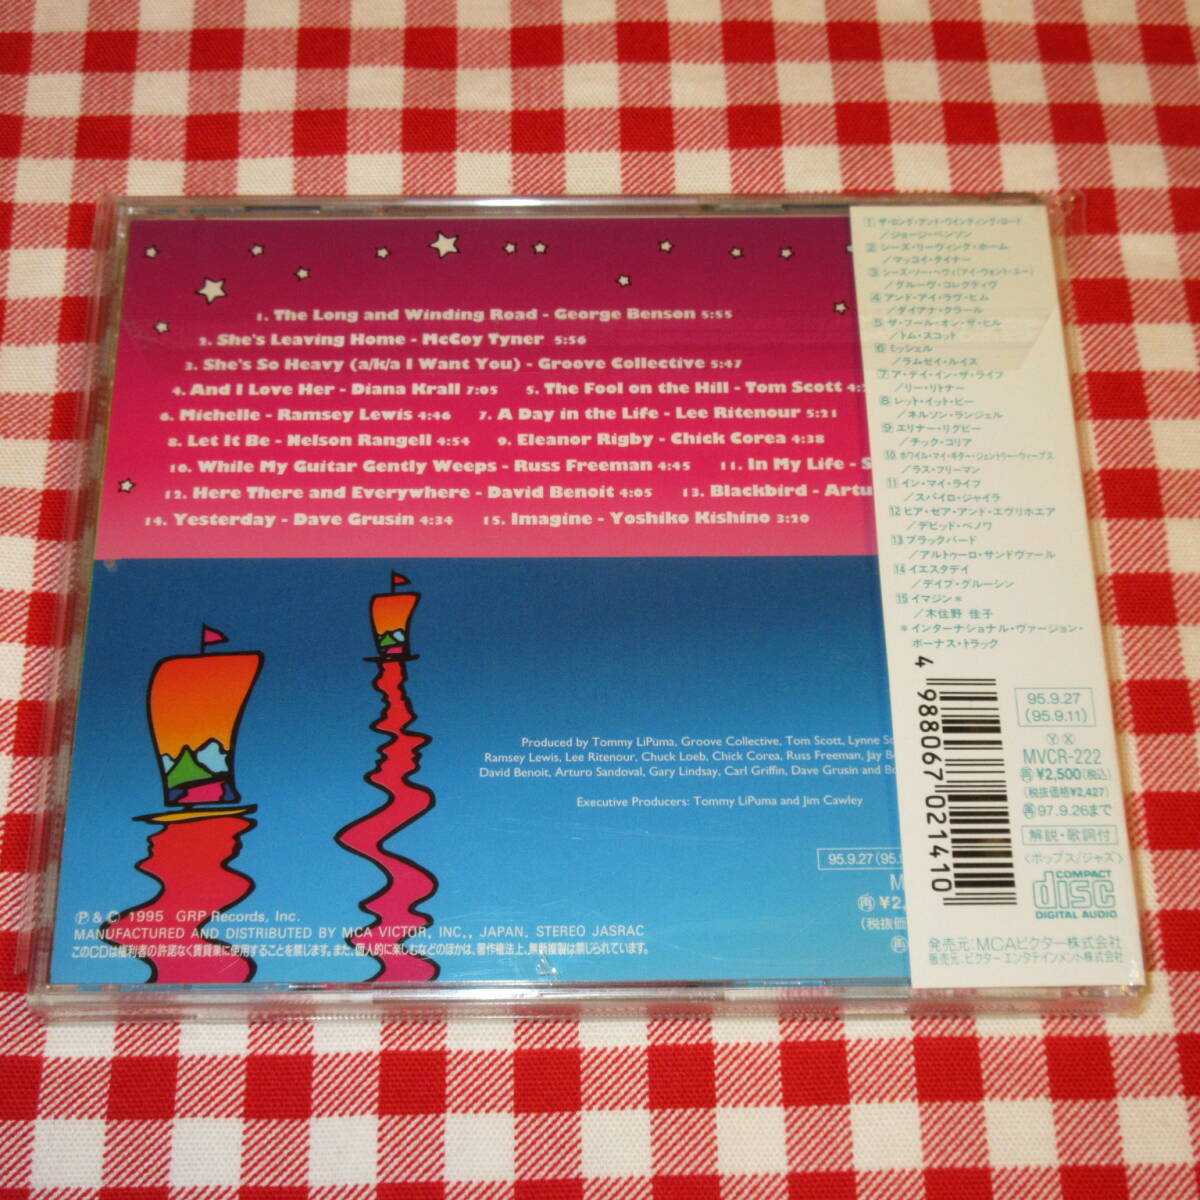 1. The Long and Winding Road - George Benson 5:55
2. She's Leaving Home - McCoy Tyner 5:56
3. She's So Heavy (a/k/a I Want You) - Groove Collective 5:47
4. And I Love Her - Diana Krall 7:05 5. The Fool on the Hill - Tom Scott 4:
6. Michelle - Ramsey Lewis 4:46 7. A Day in the Life - Lee Ritenour 5:21
8. Let It Be - Nelson Rangell 4:54 9. Eleanor Rigby - Chick Corea 4:38
10. While My Guitar Gently Weeps - Russ Freeman 4:45 11. In My Life - S
12. Here There and Everywhere - David Benoit 4:05 13. Blackbird - Artu
14. Yesterday - Dave Grusin 4:34 15. Imagine - Yoshiko Kishino 3:20
Produced by Tommy LiPuma, Groove Collective, Tom Scott, Lynne Sc
Ramsey Lewis, Lee Ritenour, Chuck Loeb, Chick Corea, Russ Freeman, Jay Be
David Benoit, Arturo Sandoval, Gary Lindsay, Carl Griffin, Dave Grusin and Bo
Executive Producers: Tommy LiPuma and Jim Cawley
95.9.27(95.9
M
再 ¥2,
(税抜価
再
Ⓟ & Ⓒ 1995 GRP Records, Inc.
MANUFACTURED AND DISTRIBUTED BY MCA VICTOR, INC., JAPAN. STEREO JASRAC
このCDは権利者の許諾なく賃貸業に使用することを禁じます。また、個人的に楽しむなどのほかは、著作権法上、無断複製は禁じられています。
1 ザ・ロング・アンド・ワインディング・ロード
/ジョージ・ベンソン
2 シーズ・リーヴィング・ホーム
/マッコイ・タイナー
3 シーズ・ソー・ヘヴィ(アイ・ウォント・ユー)
/グルーヴ・コレクティヴ
4 アンド・アイ・ラヴ・ヒム
/ダイアナ・クラール
5 ザ・フール・オン・ザ・ヒル
/トム・スコット
6 ミッシェル
/ラムゼイ・ルイス
7 ア・デイ・イン・ザ・ライフ
/リー・リトナー
8 レット・イット・ビー
/ネルソン・ランジェル
9 エリナー・リグビー
/チック・コリア
10 ホワイル・マイ・ギター・ジェントリー・ウィープス
/ラス・フリーマン
11 イン・マイ・ライフ
/スパイロ・ジャイラ
12 ヒア・ゼア・アンド・エヴリホエア
/デビッド・ベノワ
13 ブラックバード
/アルトゥーロ・サンドヴァール
14 イエスタデイ
/デイブ・グルーシン
15 イマジン*
/木住野 佳子
*インターナショナル・ヴァージョン・
ボーナス・トラック
4 988067 021410
95.9.27
(95.9.11)
Ⓨ Ⓧ
MVCR-222
再 ¥2,500(税込)
(税抜価格¥2,427)
再 97.9.26まで
解説・歌詞付
<ポップス/ジャズ>
COMPACT
disc
DIGITAL AUDIO
発売元:MCAビクター株式会社
販売元:ビクターエンタテインメント株式会社